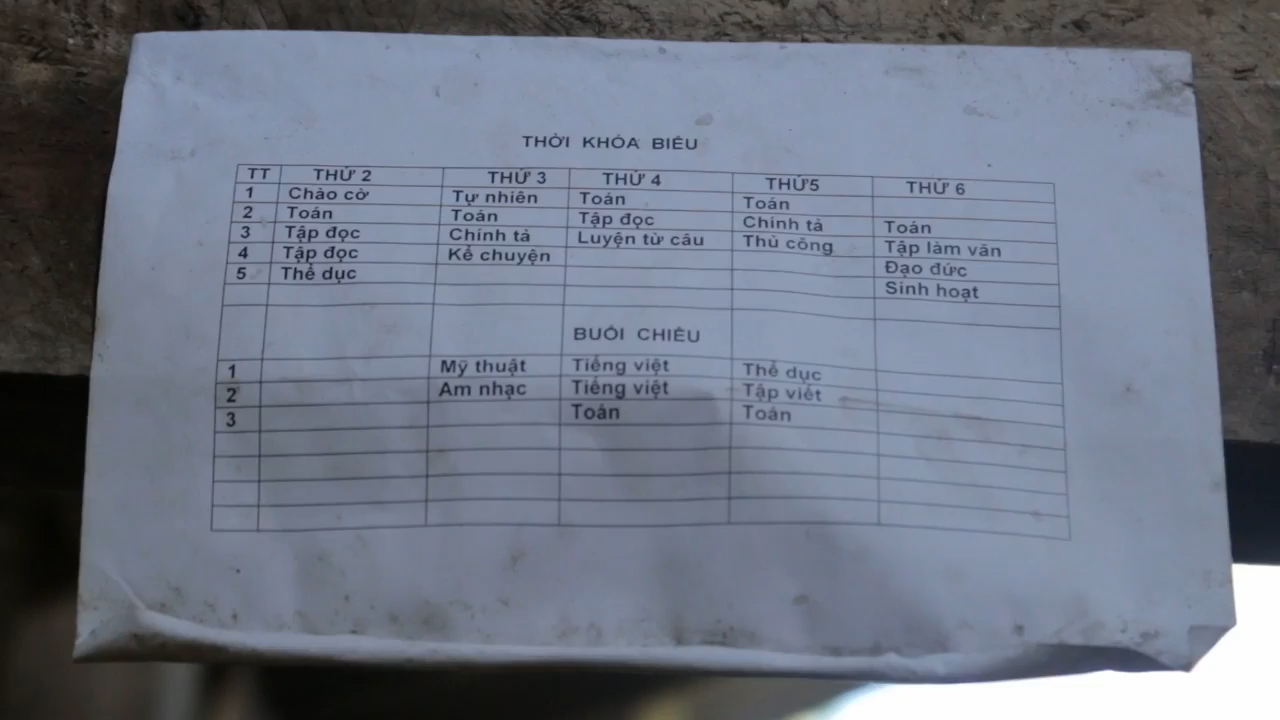 THỜI KHÓA BIỂU
TT THỨ 2 THỨ 3 THỨ 4 THỨ5 THỨ 6
1 Chào cờ Tự nhiên Toán Toán
2 Toán Toán Tập đọc Chính tả Toán
3 Tập đọc Chính tả Luyện từ câu Thủ công Tập làm văn
4 Tập đọc Kể chuyện Đạo đức
5 Thể dục Sinh hoạt
BUỔI CHIỀU
1 Mỹ thuật Tiếng việt Thể dục
2 Âm nhạc Tiếng việt Tập viết
3 Toán Toán